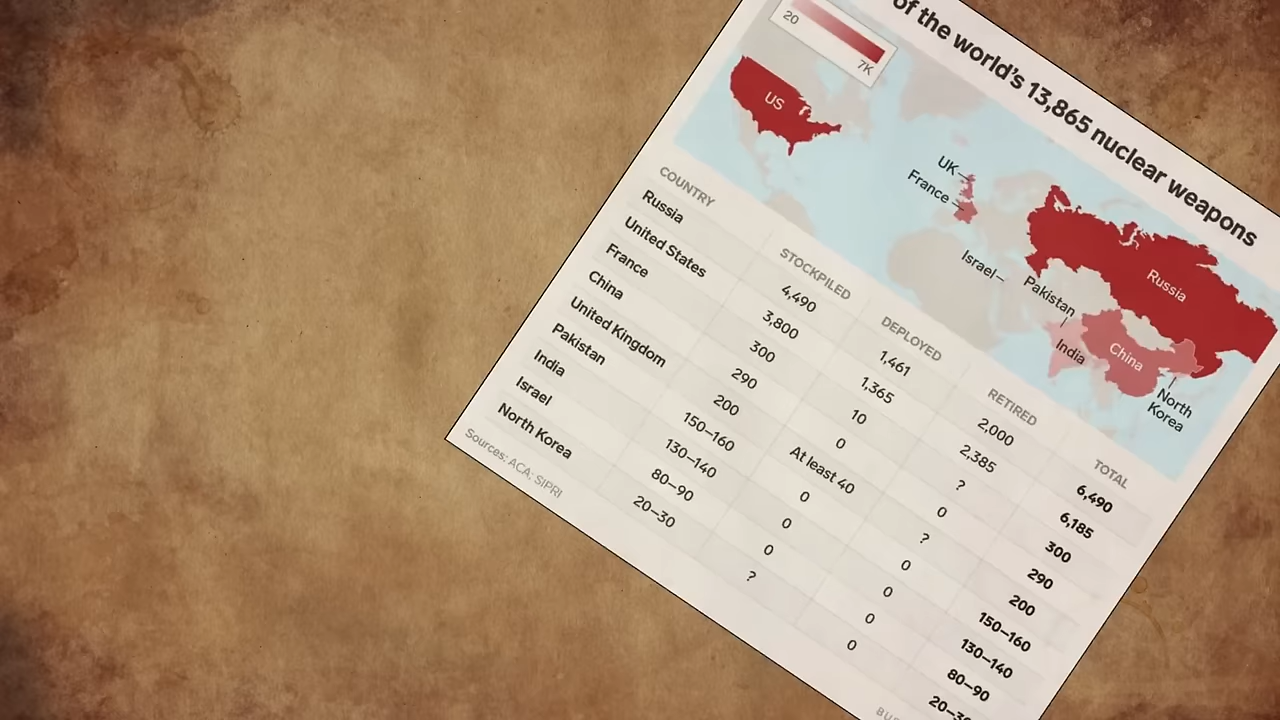 of the world's 13,865 nuclear weapons
20
7K
US
UK
France
Israel
Pakistan
India
Russia
China
North
Korea
COUNTRY STOCKPILED DEPLOYED RETIRED TOTAL
Russia 4,490 1,461 2,000 6,490
United States 3,800 1,365 2,385 6,185
France 300 10 ? 300
China 290 0 0 290
United Kingdom 200 At least 40 ? 200
Pakistan 150–160 0 0 150–160
India 130–140 0 0 130–140
Israel 80–90 0 0 80–90
North Korea 20–30 ? 0
Sources: ACA; SIPRI